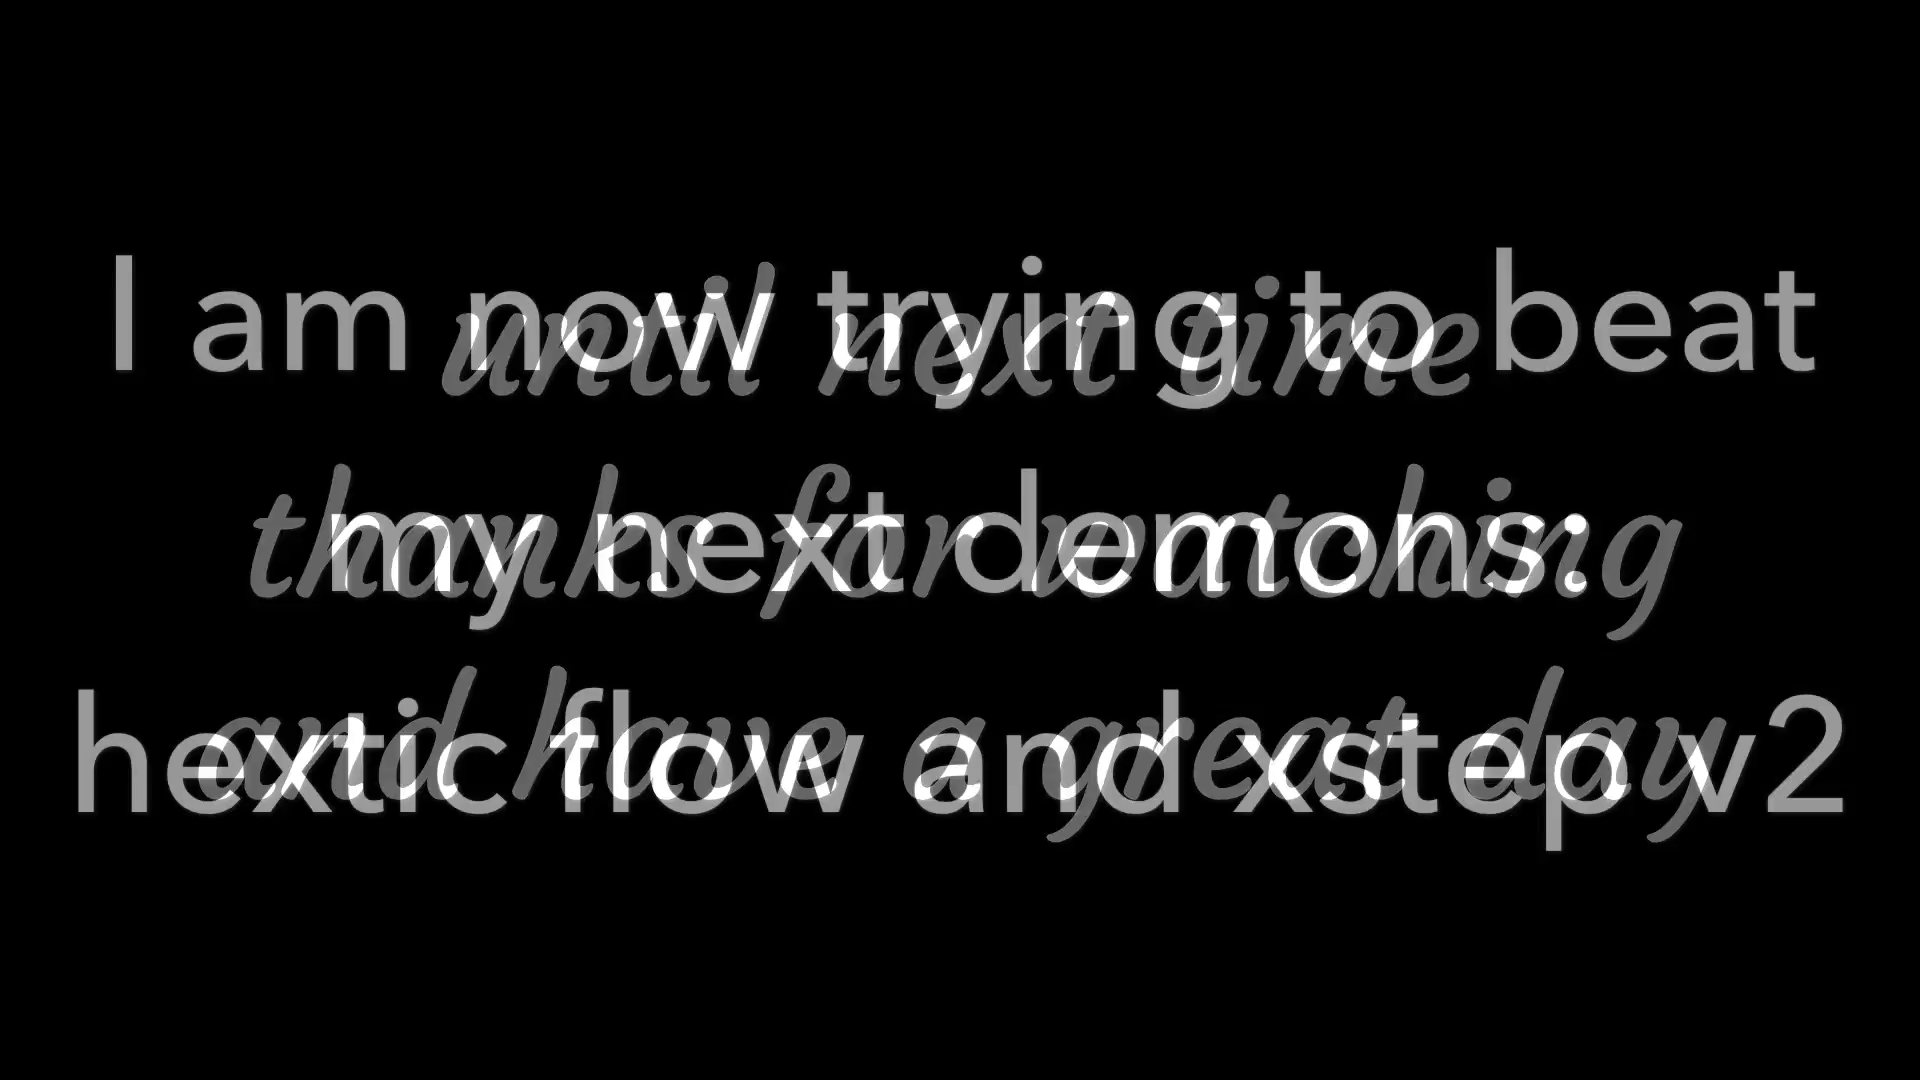 I am now trying to beat
my next demons:
hextic flow and xstep v2
until next time
thanks for watching
and have a great day